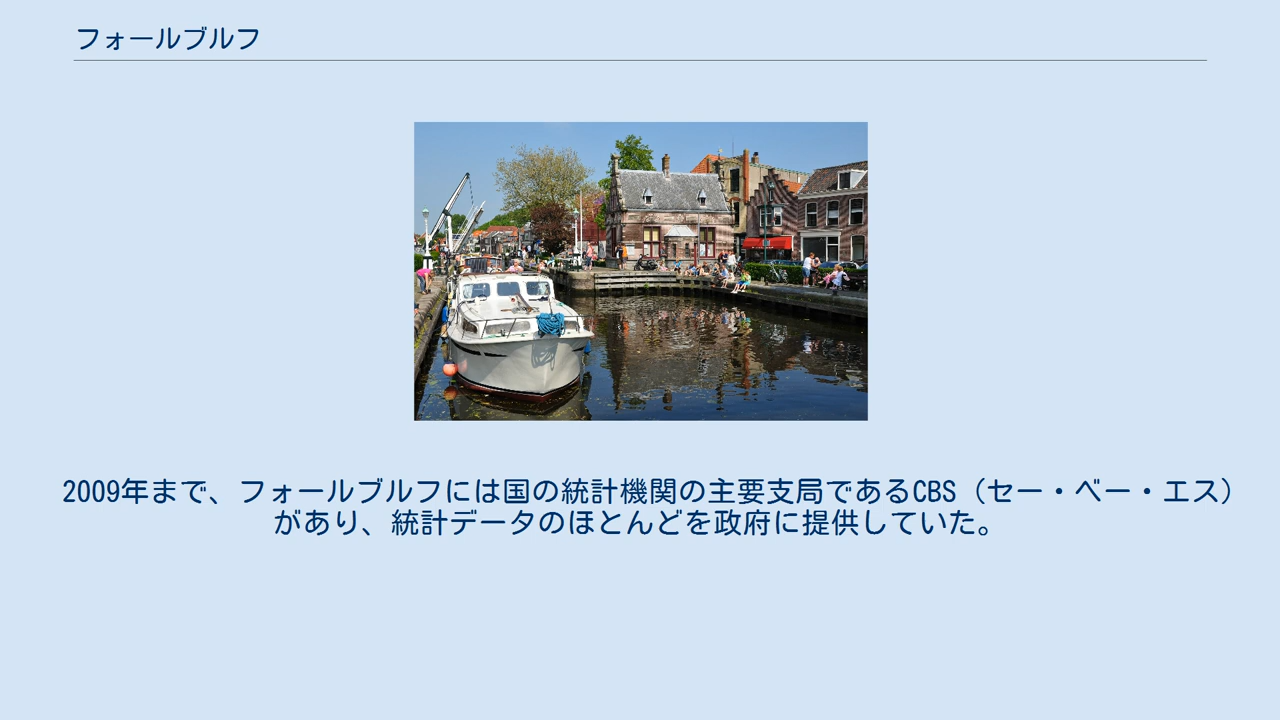 フォールブルフ
2009年まで、フォールブルフには国の統計機関の主要支局であるCBS（セー・ベー・エス）
があり、統計データのほとんどを政府に提供していた。